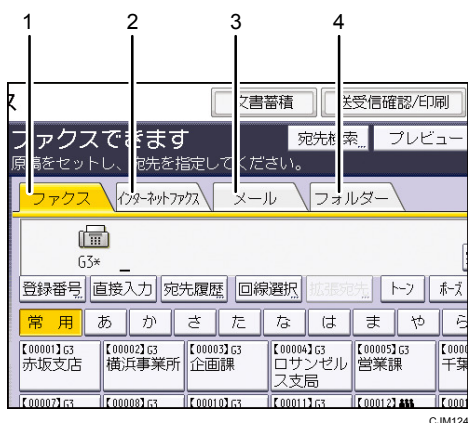 1 2 3 4
文書蓄積 送受信確認/印刷
ファクスできます 宛先検索 プレビュー
原稿をセットし、宛先を指定してください。
ファクス インターネットファクス メール フォルダー
G3* _
登録番号 直接入力 宛先履歴 回線選択 拡張宛先 トーン ポーズ
常用 あ か さ た な は ま や ら
【00001】G3 【00002】G3 【00003】G3 【00004】G3 【00005】G3
赤坂支店 横浜事業所 企画課 ロサンゼルス支局 営業課 千葉
【00007】G3 【00008】G3 【00010】G3 【00011】G3 【00012】
CJM124